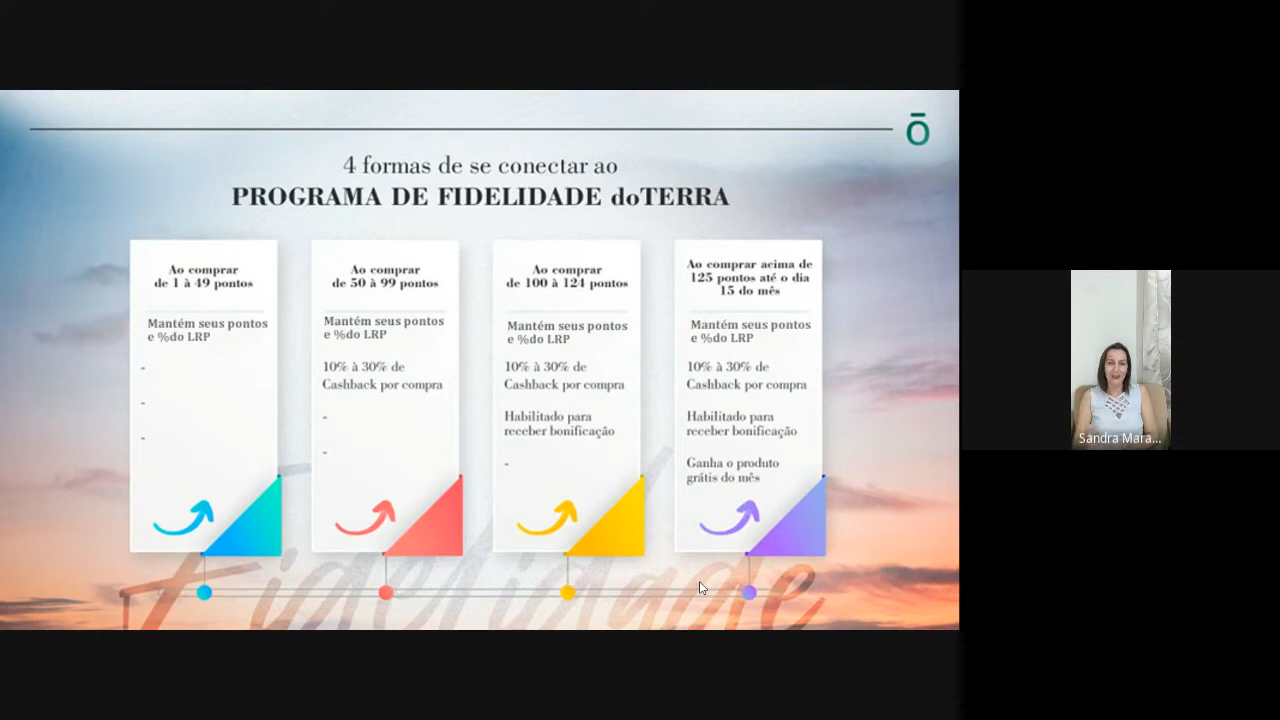 ō
4 formas de se conectar ao
PROGRAMA DE FIDELIDADE doTERRA
Ao comprar
de 1 à 49 pontos
Mantém seus pontos
e %do LRP
-
-
-
Ao comprar
de 50 à 99 pontos
Mantém seus pontos
e %do LRP
10% à 30% de
Cashback por compra
-
-
Ao comprar
de 100 à 124 pontos
Mantém seus pontos
e %do LRP
10% à 30% de
Cashback por compra
Habilitado para
receber bonificação
-
Ao comprar acima de
125 pontos até o dia
15 do mês
Mantém seus pontos
e %do LRP
10% à 30% de
Cashback por compra
Habilitado para
receber bonificação
Ganha o produto
grátis do mês
Fidelidade
Sandra Mara...